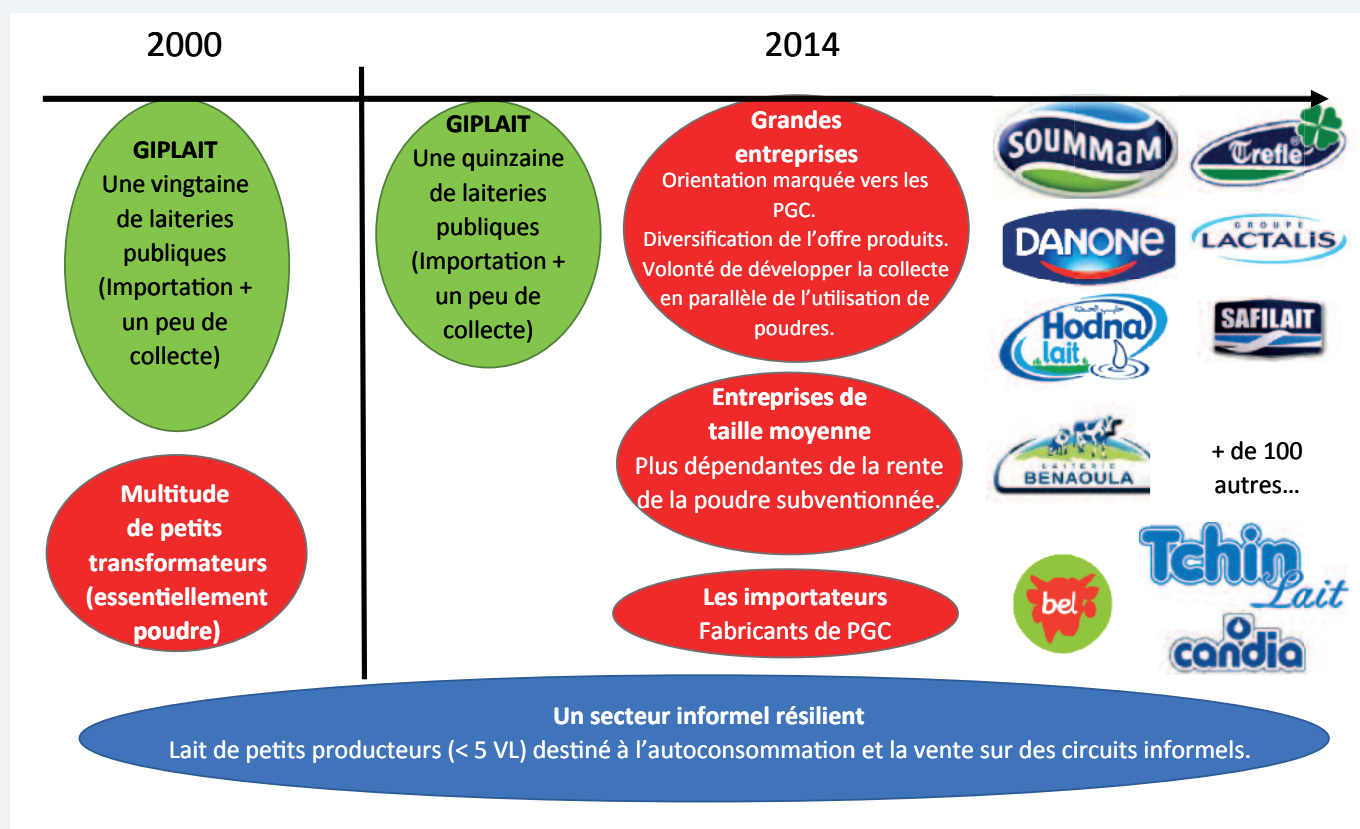 2000
2014
GIPLAIT
Une vingtaine
de laiteries
publiques
(Importation +
un peu de
collecte)
Multitude
de petits
transformateurs
(essentiellement
poudre)
GIPLAIT
Une quinzaine
de laiteries
publiques
(Importation +
un peu de
collecte)
Grandes
entreprises
Orientation marquée vers les
PGC.
Diversification de l’offre produits.
Volonté de développer la collecte
en parallèle de l’utilisation de
poudres.
Entreprises de
taille moyenne
Plus dépendantes de la rente
de la poudre subventionnée.
Les importateurs
Fabricants de PGC
SOUMMaM
Trefle®
DANONE
GROUPE
LACTALIS
Hodna
lait
SAFILAIT
LAITERIE
BENAOULA
+ de 100
autres…
bel
Tchin
Lait
candia
Un secteur informel résilient
Lait de petits producteurs (< 5 VL) destiné à l’autoconsommation et la vente sur des circuits informels.